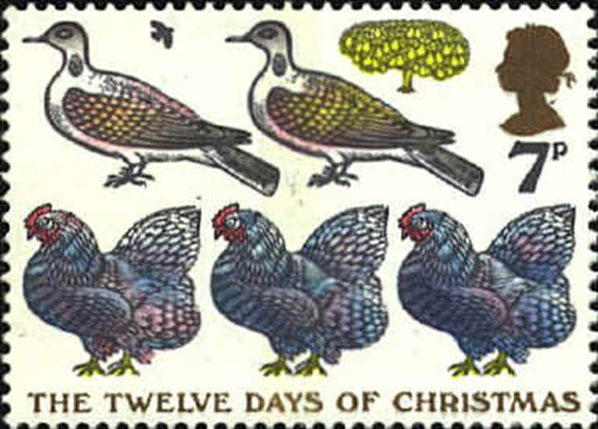 7P
THE TWELVE DAYS OF CHRISTMAS